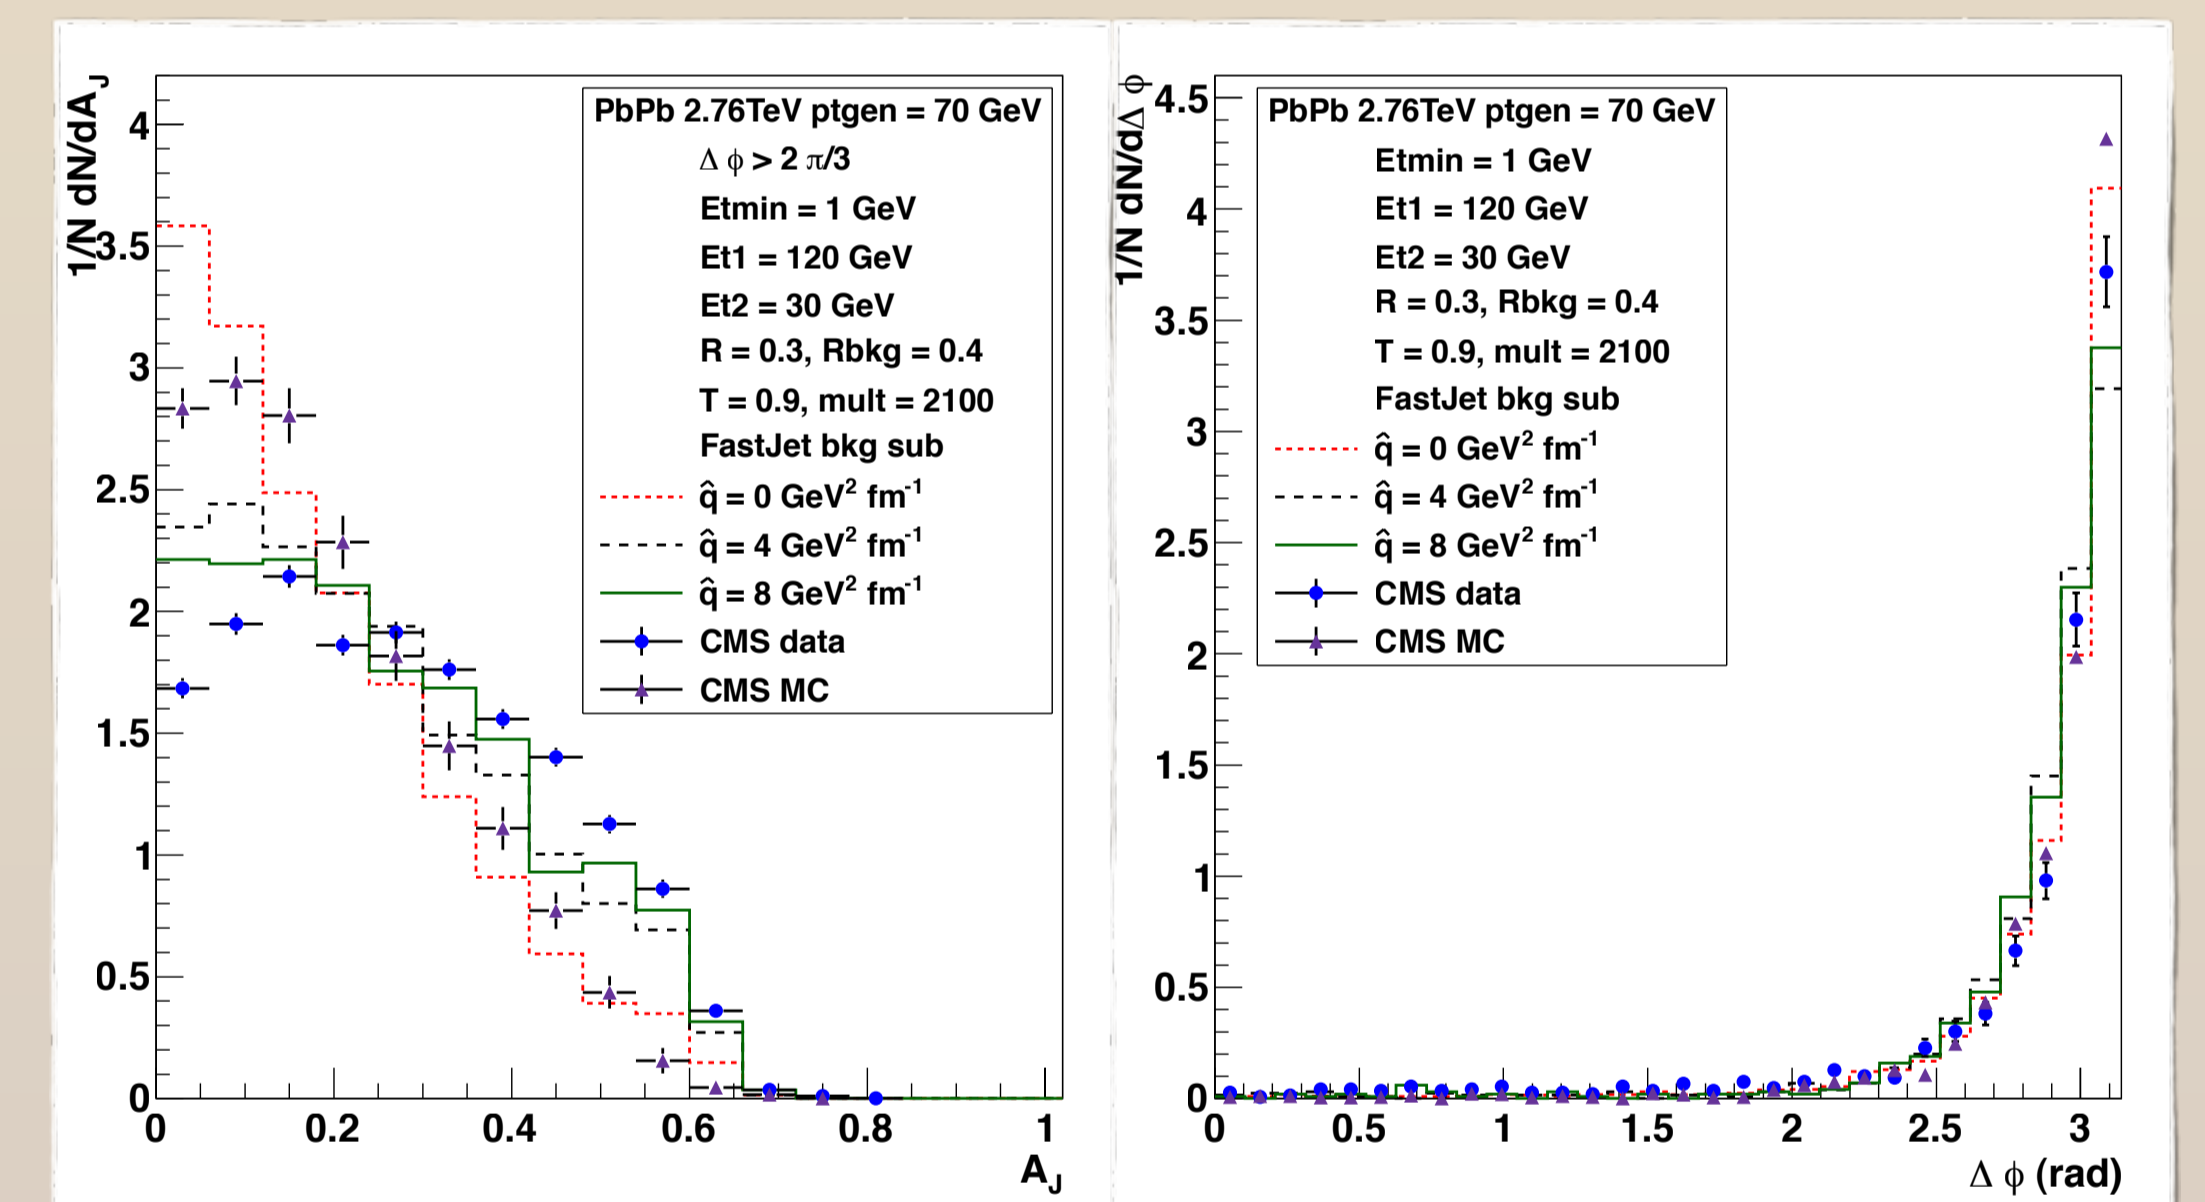 1/N dN/dA_J
4
3.5
3
2.5
2
1.5
1
0.5
0
PbPb 2.76TeV ptgen = 70 GeV
Δ ϕ > 2 π/3
Etmin = 1 GeV
Et1 = 120 GeV
Et2 = 30 GeV
R = 0.3, Rbkg = 0.4
T = 0.9, mult = 2100
FastJet bkg sub
q̂ = 0 GeV² fm⁻¹
q̂ = 4 GeV² fm⁻¹
q̂ = 8 GeV² fm⁻¹
CMS data
CMS MC
0 0.2 0.4 0.6 0.8 1
A_J
1/N dN/dΔ ϕ
4.5
4
3.5
3
2.5
2
1.5
1
0.5
0
PbPb 2.76TeV ptgen = 70 GeV
Etmin = 1 GeV
Et1 = 120 GeV
Et2 = 30 GeV
R = 0.3, Rbkg = 0.4
T = 0.9, mult = 2100
FastJet bkg sub
q̂ = 0 GeV² fm⁻¹
q̂ = 4 GeV² fm⁻¹
q̂ = 8 GeV² fm⁻¹
CMS data
CMS MC
0 0.5 1 1.5 2 2.5 3
Δ ϕ (rad)